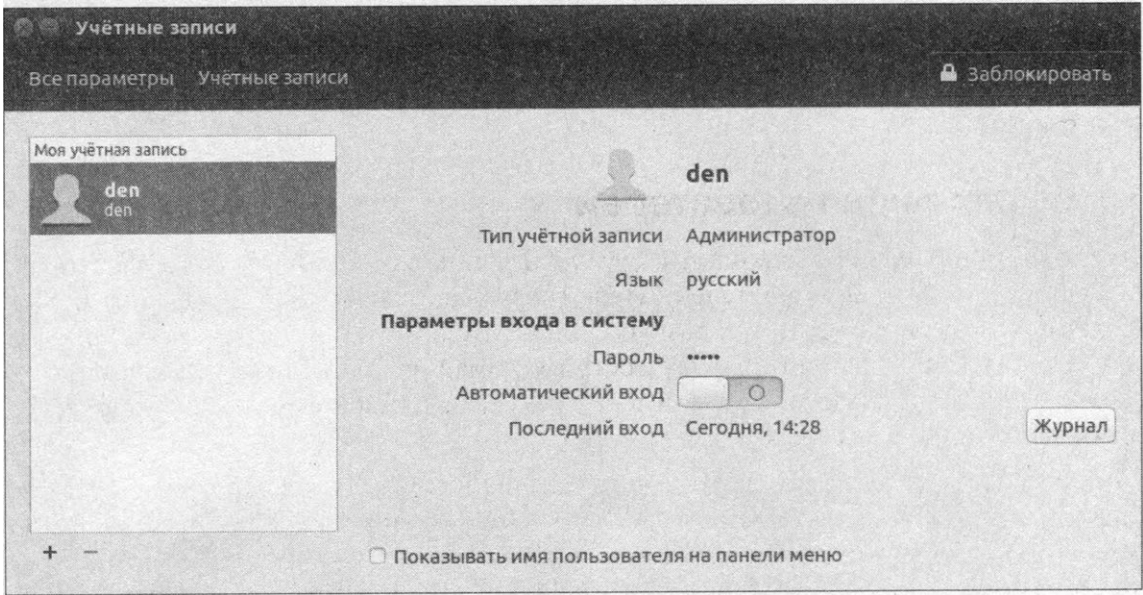 Учётные записи
Все параметры Учётные записи Заблокировать
Моя учётная запись
den
den
den
Тип учётной записи Администратор
Язык русский
Параметры входа в систему
Пароль •••••
Автоматический вход
Последний вход Сегодня, 14:28 Журнал
+ −
Показывать имя пользователя на панели меню